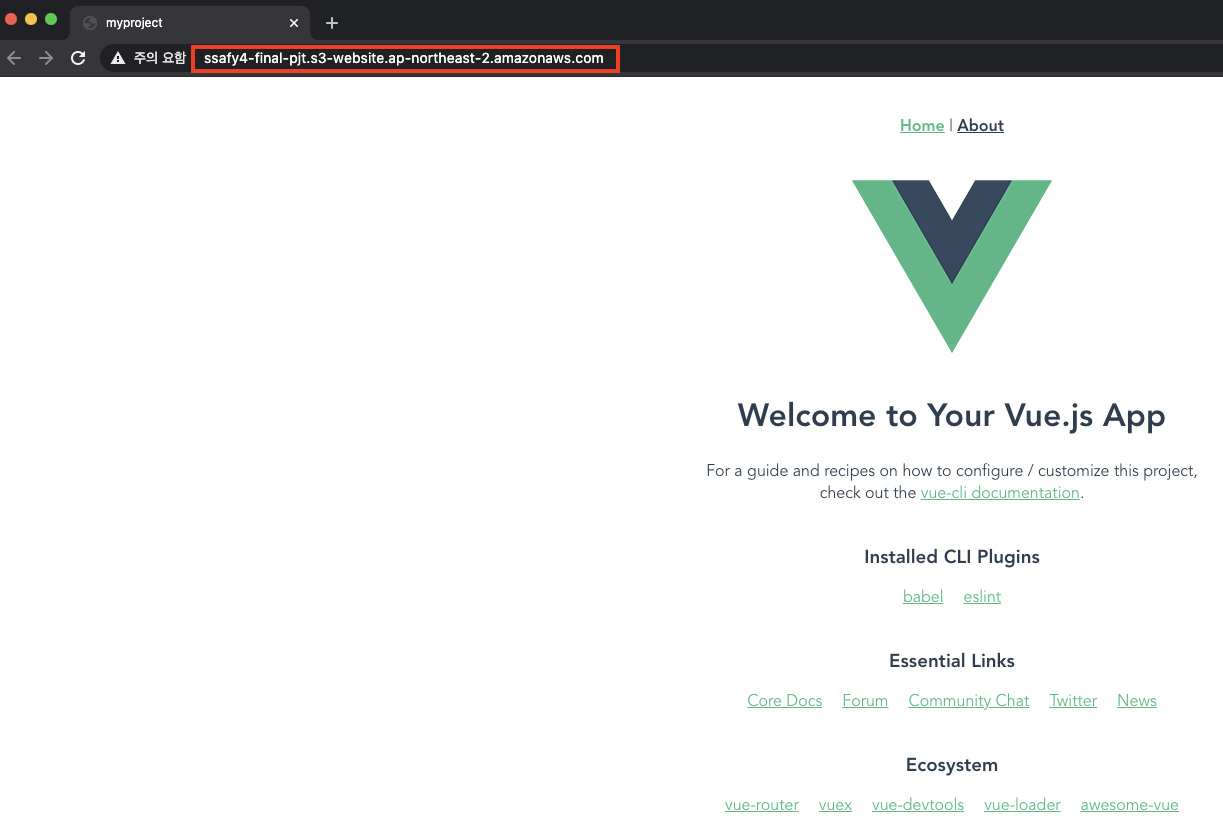 myproject
주의 요함 ssafy4-final-pjt.s3-website.ap-northeast-2.amazonaws.com
Home | About
Welcome to Your Vue.js App
For a guide and recipes on how to configure / customize this project,
check out the vue-cli documentation.
Installed CLI Plugins
babel eslint
Essential Links
Core Docs Forum Community Chat Twitter News
Ecosystem
vue-router vuex vue-devtools vue-loader awesome-vue